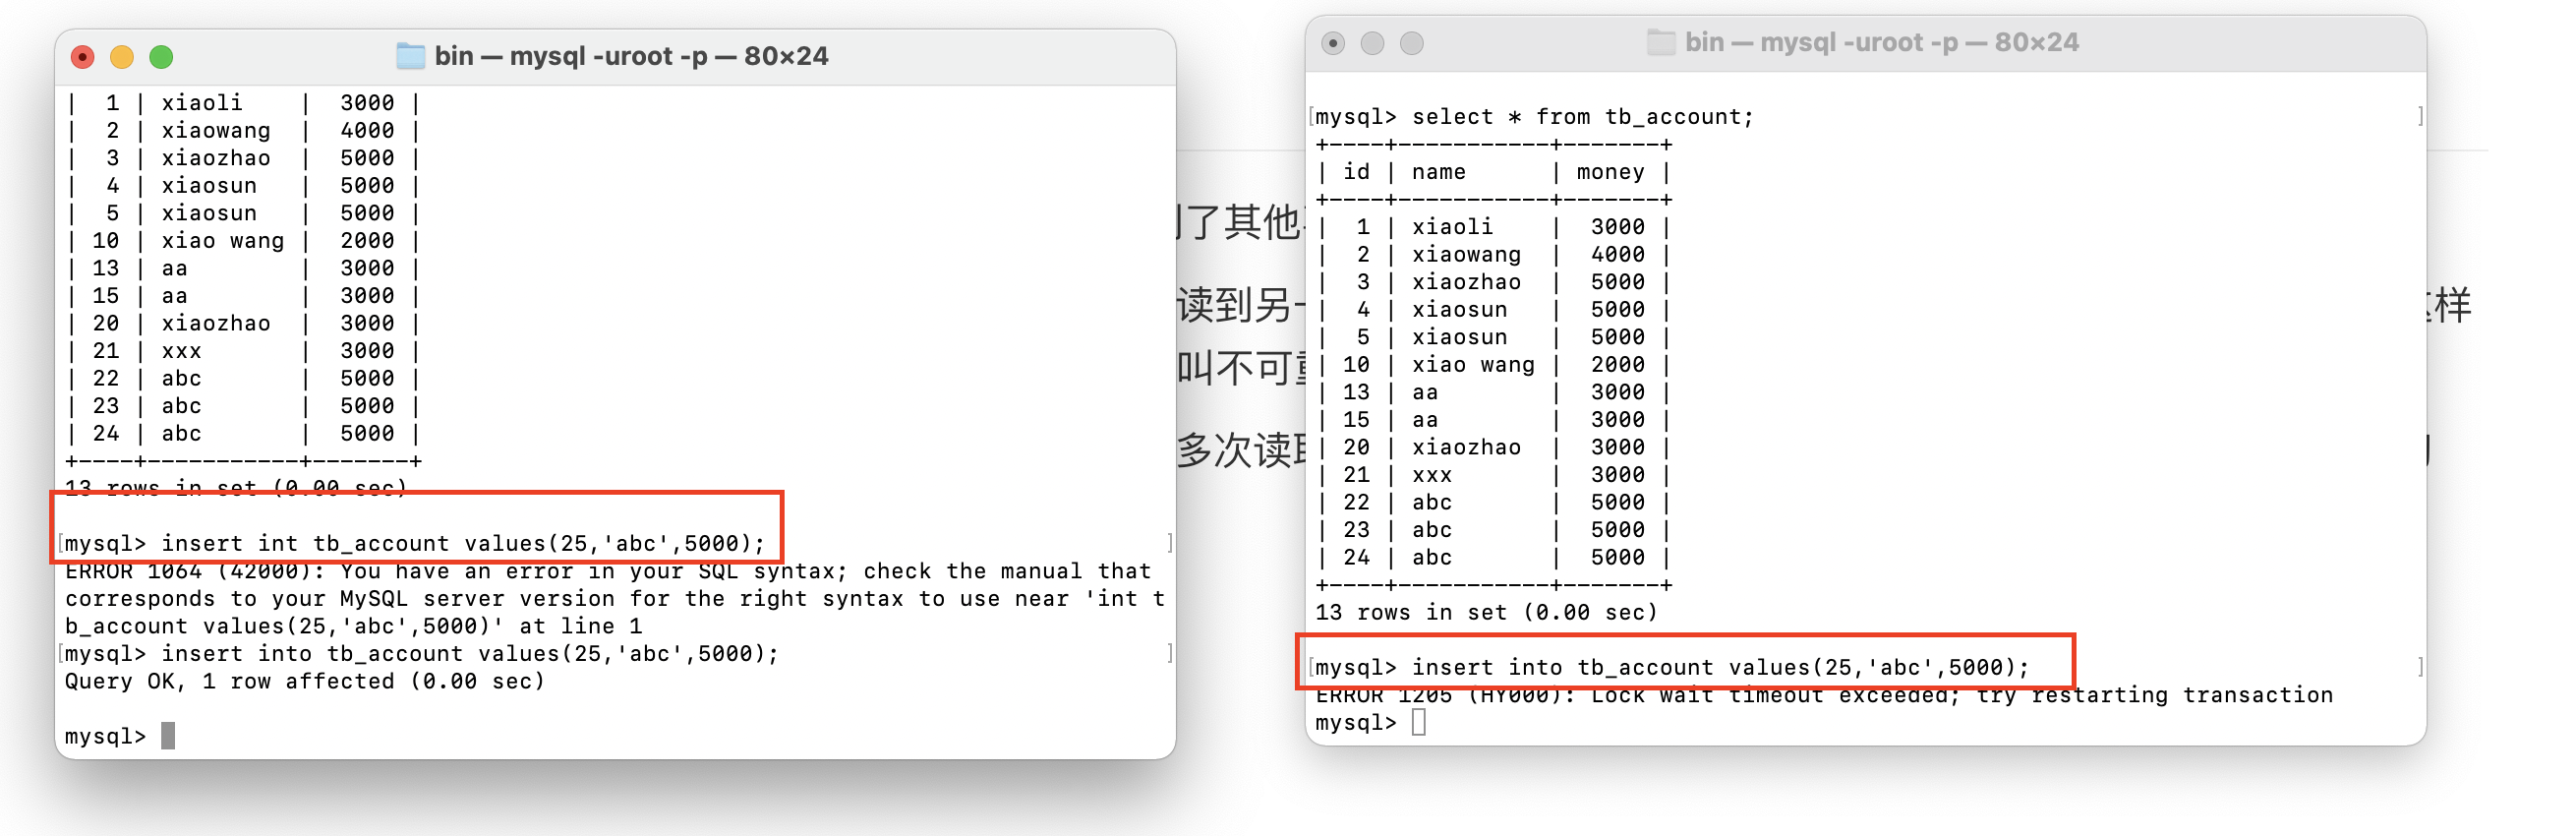 bin — mysql -uroot -p — 80×24
|  1 | xiaoli    |  3000 |
|  2 | xiaowang  |  4000 |
|  3 | xiaozhao  |  5000 |
|  4 | xiaosun   |  5000 |
|  5 | xiaosun   |  5000 |
| 10 | xiao wang |  2000 |
| 13 | aa        |  3000 |
| 15 | aa        |  3000 |
| 20 | xiaozhao  |  3000 |
| 21 | xxx       |  3000 |
| 22 | abc       |  5000 |
| 23 | abc       |  5000 |
| 24 | abc       |  5000 |
+----+-----------+-------+
13 rows in set (0.00 sec)
[mysql> insert int tb_account values(25,'abc',5000); ]
ERROR 1064 (42000): You have an error in your SQL syntax; check the manual that
corresponds to your MySQL server version for the right syntax to use near 'int t
b_account values(25,'abc',5000)' at line 1
[mysql> insert into tb_account values(25,'abc',5000); ]
Query OK, 1 row affected (0.00 sec)
mysql>
了其他
读到另一
叫不可
多次读
bin — mysql -uroot -p — 80×24
[mysql> select * from tb_account; ]
+----+-----------+-------+
| id | name      | money |
+----+-----------+-------+
|  1 | xiaoli    |  3000 |
|  2 | xiaowang  |  4000 |
|  3 | xiaozhao  |  5000 |
|  4 | xiaosun   |  5000 |
|  5 | xiaosun   |  5000 |
| 10 | xiao wang |  2000 |
| 13 | aa        |  3000 |
| 15 | aa        |  3000 |
| 20 | xiaozhao  |  3000 |
| 21 | xxx       |  3000 |
| 22 | abc       |  5000 |
| 23 | abc       |  5000 |
| 24 | abc       |  5000 |
+----+-----------+-------+
13 rows in set (0.00 sec)
[mysql> insert into tb_account values(25,'abc',5000); ]
ERROR 1205 (HY000): Lock wait timeout exceeded; try restarting transaction
mysql>
样